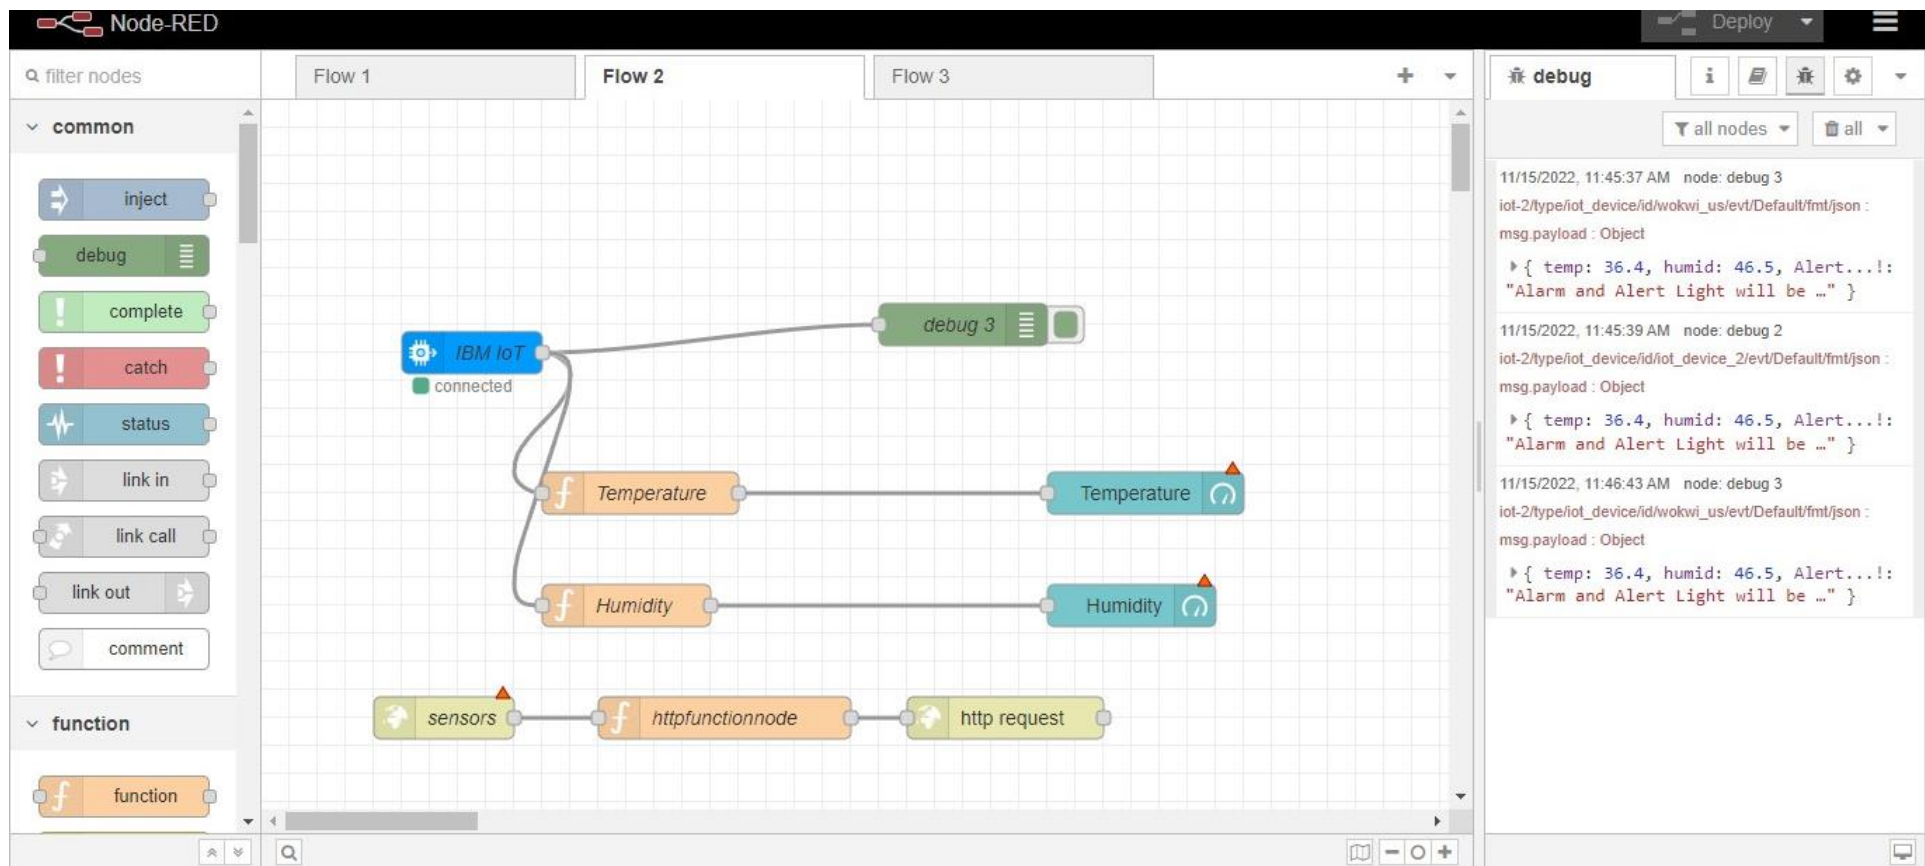 Node-RED
Deploy
filter nodes
Flow 1
Flow 2
Flow 3
debug
i
common
all nodes
all
inject
debug
complete
catch
status
link in
link call
link out
comment
function
function
IBM IoT
connected
debug 3
Temperature
Temperature
Humidity
Humidity
sensors
httpfunctionnode
http request
11/15/2022, 11:45:37 AM node: debug 3
iot-2/type/iot_device/id/wokwi_us/evt/Default/fmt/json :
msg.payload : Object
{ temp: 36.4, humid: 46.5, Alert...!:
"Alarm and Alert Light will be …" }
11/15/2022, 11:45:39 AM node: debug 2
iot-2/type/iot_device/id/iot_device_2/evt/Default/fmt/json :
msg.payload : Object
{ temp: 36.4, humid: 46.5, Alert...!:
"Alarm and Alert Light will be …" }
11/15/2022, 11:46:43 AM node: debug 3
iot-2/type/iot_device/id/wokwi_us/evt/Default/fmt/json :
msg.payload : Object
{ temp: 36.4, humid: 46.5, Alert...!:
"Alarm and Alert Light will be …" }